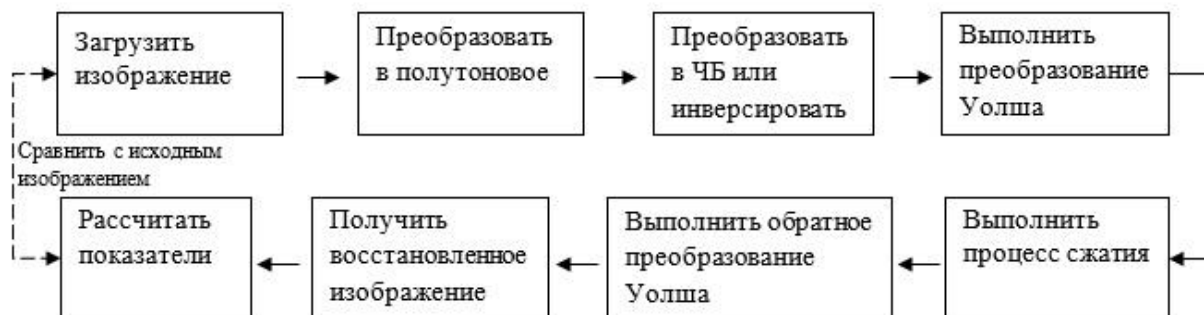 Загрузить
изображение
Преобразовать
в полутоновое
Преобразовать
в ЧБ или
инверсировать
Выполнить
преобразование
Уолша
Сравнить с исходным
изображением
Рассчитать
показатели
Получить
восстановленное
изображение
Выполнить обратное
преобразование
Уолша
Выполнить
процесс сжатия